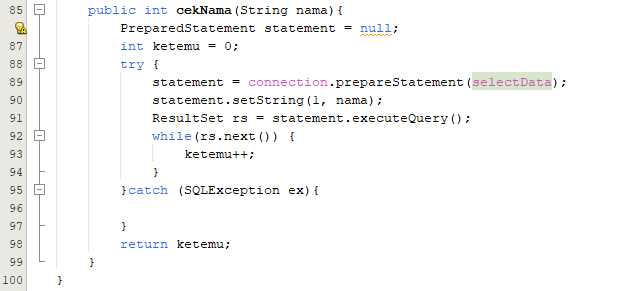 85 public int cekNama(String nama){
PreparedStatement statement = null;
87 int ketemu = 0;
88 try {
89 statement = connection.prepareStatement(selectData);
90 statement.setString(1, nama);
91 ResultSet rs = statement.executeQuery();
92 while(rs.next()) {
93 ketemu++;
94 }
95 }catch (SQLException ex){
96
97 }
98 return ketemu;
99 }
100 }